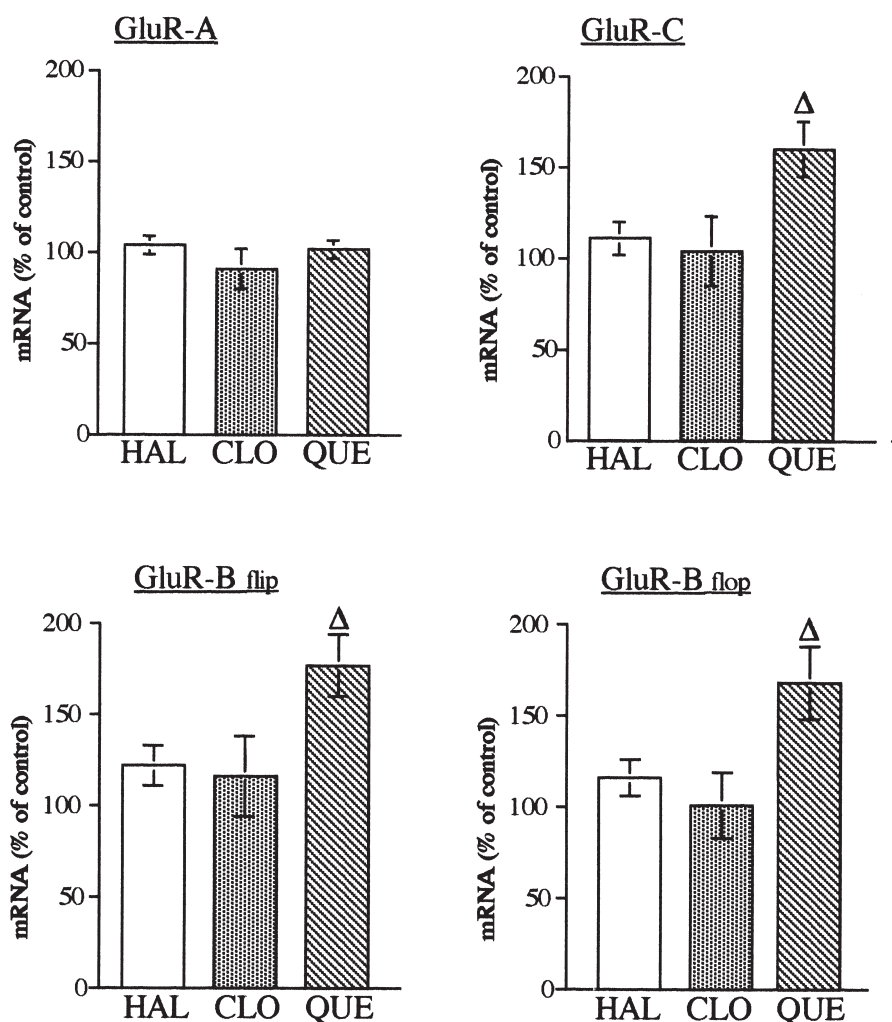 GluR-A
mRNA (% of control)
200
150
100
50
0
HAL CLO QUE
GluR-C
mRNA (% of control)
200
150
100
50
0
Δ
HAL CLO QUE
GluR-B flip
mRNA (% of control)
200
150
100
50
0
Δ
HAL CLO QUE
GluR-B flop
mRNA (% of control)
200
150
100
50
0
Δ
HAL CLO QUE